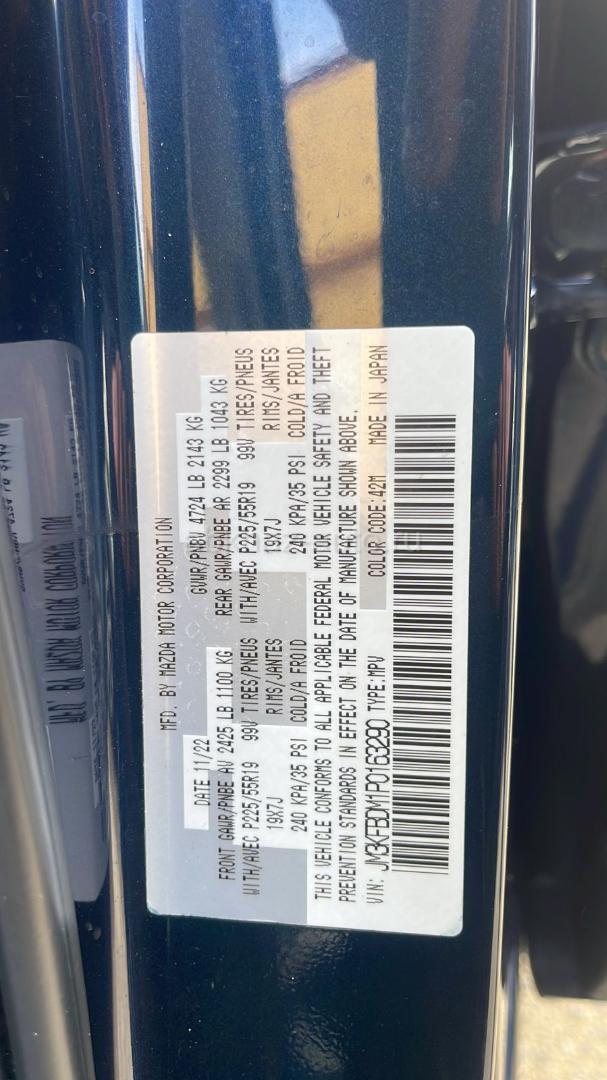 MFD. BY MAZDA MOTOR CORPORATION
DATE 11/22 GVWR/PNBV 4724 LB 2143 KG
FRONT GAWR/PNBE AV 2425 LB 1100 KG REAR GAWR/PNBE AR 2299 LB 1043 KG
WITH/AVEC P225/55R19 99V TIRES/PNEUS WITH/AVEC P225/55R19 99V TIRES/PNEUS
19X7J RIMS/JANTES 19X7J RIMS/JANTES
240 KPA/35 PSI COLD/A FROID 240 KPA/35 PSI COLD/A FROID
THIS VEHICLE CONFORMS TO ALL APPLICABLE FEDERAL MOTOR VEHICLE SAFETY AND THEFT
PREVENTION STANDARDS IN EFFECT ON THE DATE OF MANUFACTURE SHOWN ABOVE.
VIN: JM3KFBDM1P0163290 TYPE:MPV COLOR CODE:42M MADE IN JAPAN